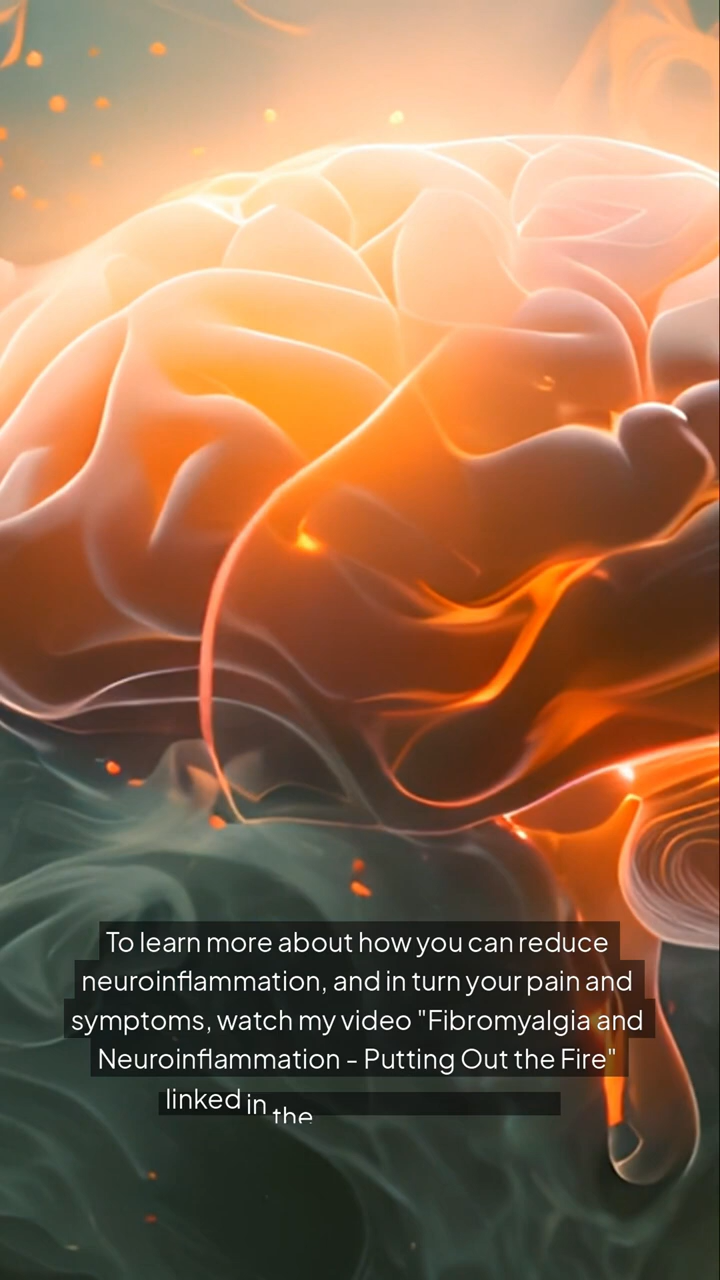 To learn more about how you can reduce
neuroinflammation, and in turn your pain and
symptoms, watch my video "Fibromyalgia and
Neuroinflammation - Putting Out the Fire"
linked in the